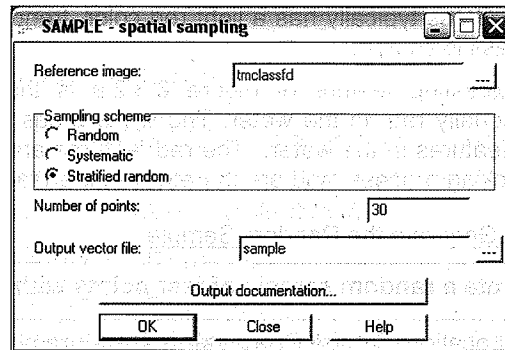 SAMPLE - spatial sampling
Reference image: tmclassfd ...
Sampling scheme
Random
Systematic
Stratified random
Number of points: 30
Output vector file: sample ...
Output documentation...
OK Close Help